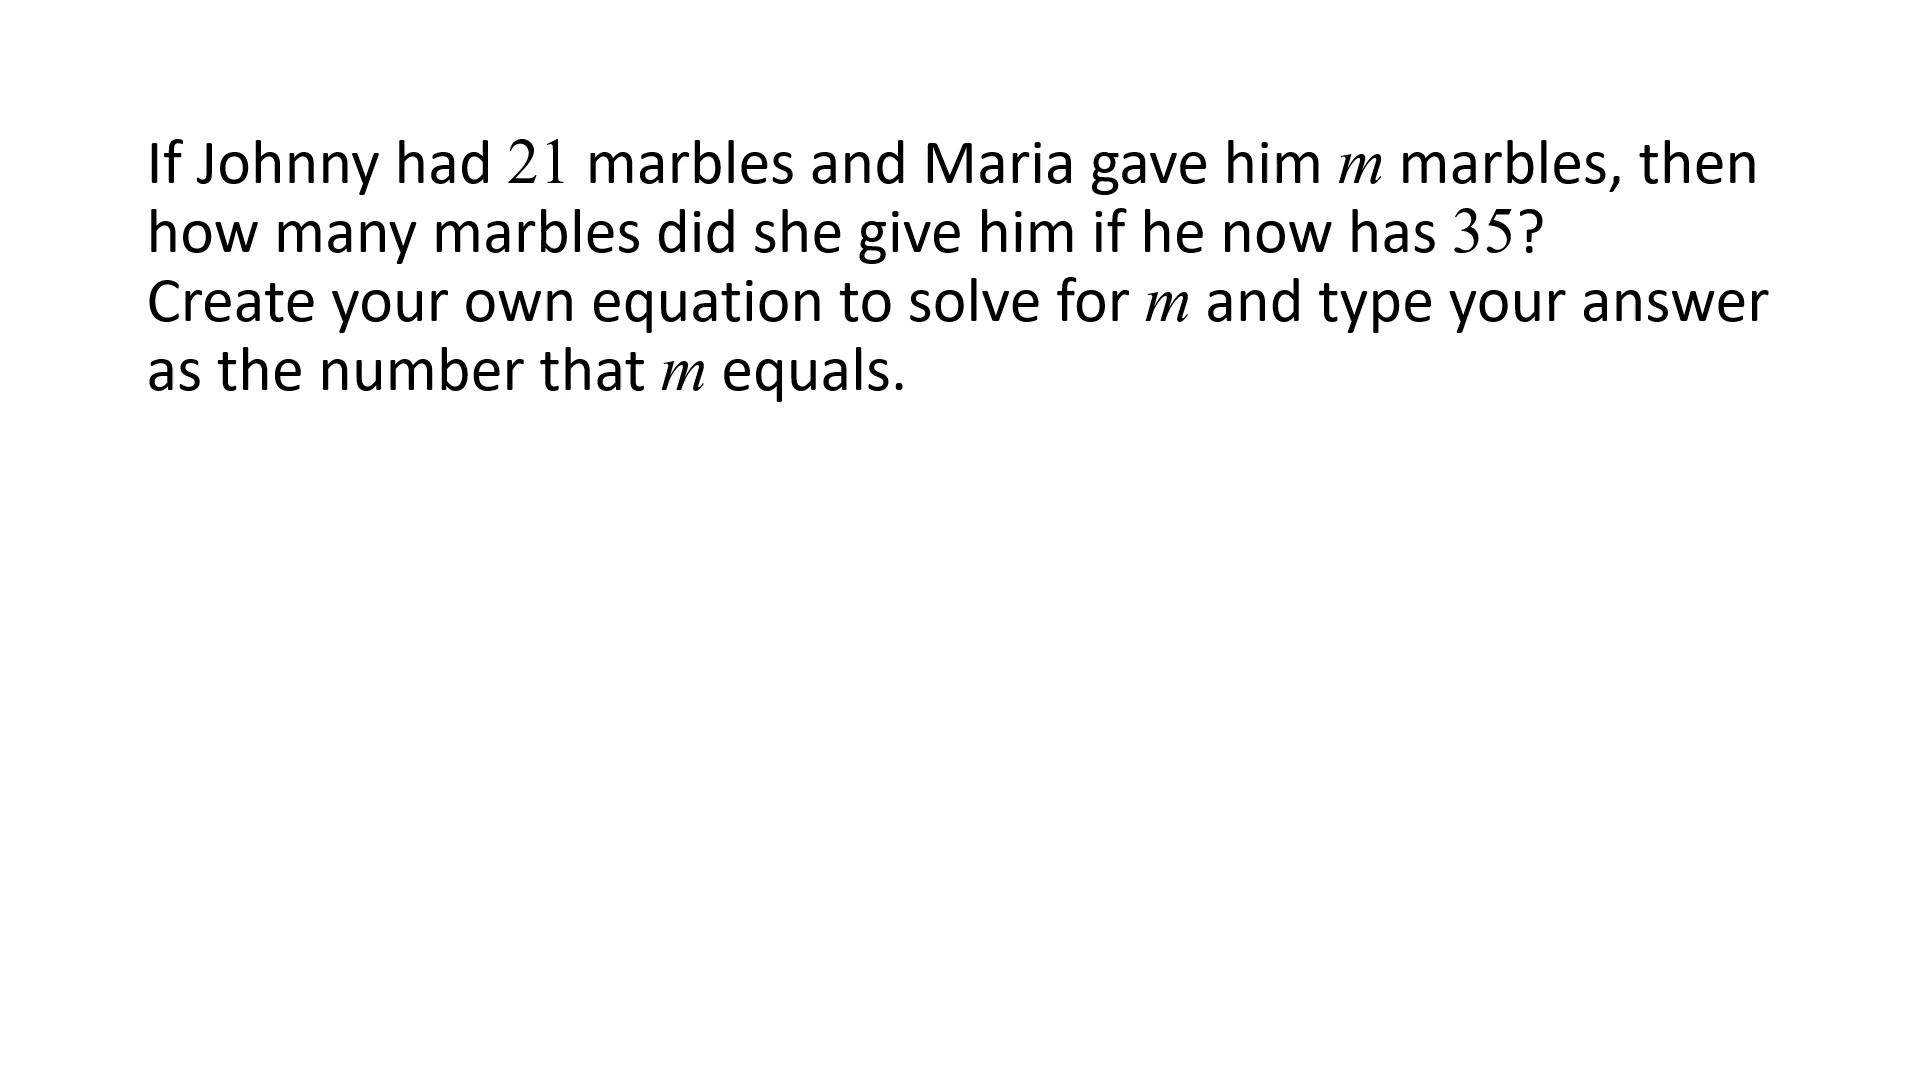 If Johnny had 21 marbles and Maria gave him m marbles, then
how many marbles did she give him if he now has 35?
Create your own equation to solve for m and type your answer
as the number that m equals.